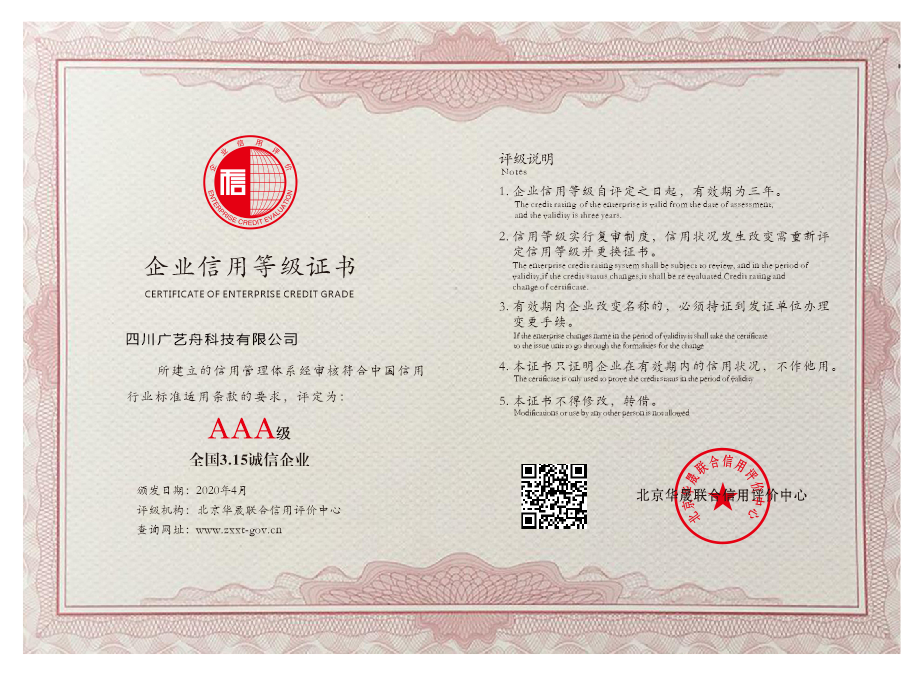 企业信用评价
信
ENTERPRISE CREDIT EVALUATION
企业信用等级证书
CERTIFICATE OF ENTERPRISE CREDIT GRADE
四川广艺舟科技有限公司
所建立的信用管理体系经审核符合中国信用
行业标准适用条款的要求，评定为：
AAA级
全国3.15诚信企业
颁发日期：2020年4月
评级机构：北京华晟联合信用评价中心
查询网址：www.zxxt-gov.cn
评级说明
Notes
1. 企业信用等级自评定之日起，有效期为三年。
The credit rating of the enterprise is valid from the date of assessment,
and the validity is three years.
2. 信用等级实行复审制度，信用状况发生改变需重新评
定信用等级并更换证书。
The enterprise credit rating system shall be subject to review, and in the period of
validity,if the credit status changes,it shall be re evaluated.Credit rating and
change of certificate.
3. 有效期内企业改变名称的，必须持证到发证单位办理
变更手续。
If the enterprise changes name in the period of validity it shall take the certificate
to the issue unit to go through the formalities for the change
4. 本证书只证明企业在有效期内的信用状况，不作他用。
The certificate is only used to prove the credit status in the period of validity
5. 本证书不得修改，转借。
Modifications or use by any other person is not allowed
北京华晟联合信用评价中心
北京华晟联合信用评价中心